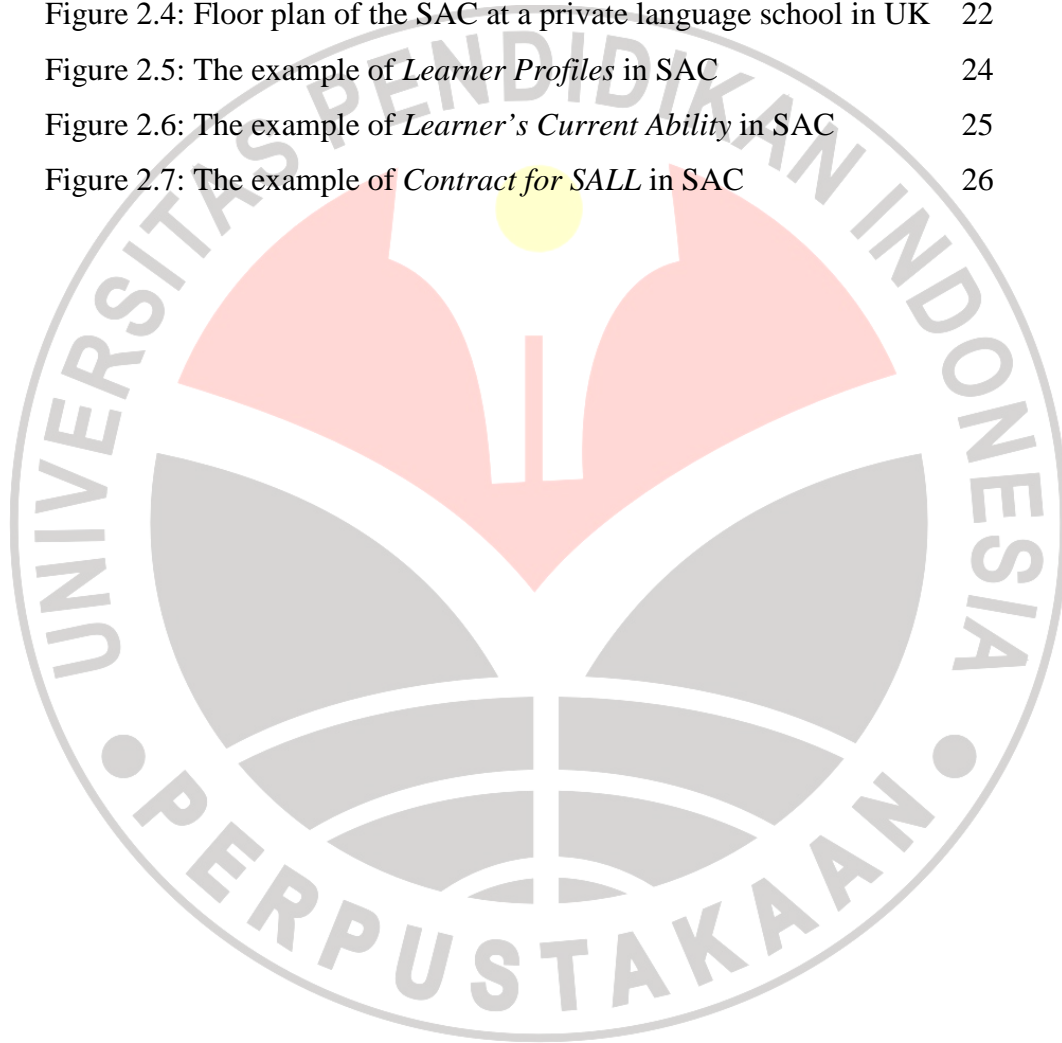 Figure 2.4: Floor plan of the SAC at a private language school in UK 22
Figure 2.5: The example of Learner Profiles in SAC 24
Figure 2.6: The example of Learner's Current Ability in SAC 25
Figure 2.7: The example of Contract for SALL in SAC 26
UNIVERSITAS PENDIDIKAN INDONESIA
PERPUSTAKAAN